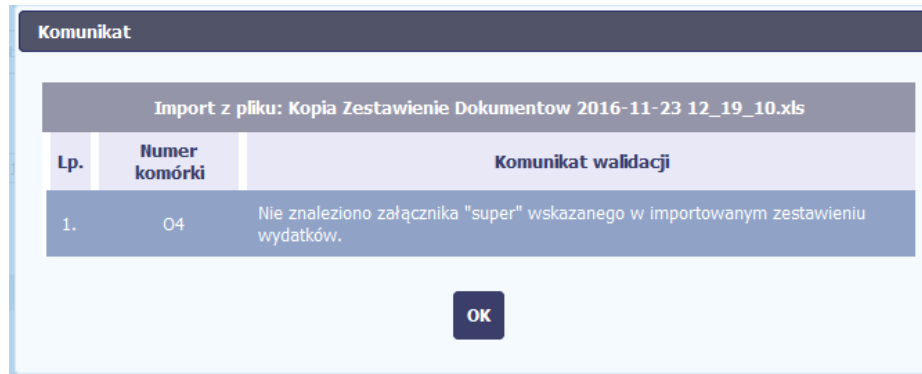 Komunikat
Import z pliku: Kopia Zestawienie Dokumentow 2016-11-23 12_19_10.xls
Lp. Numer komórki Komunikat walidacji
1. O4 Nie znaleziono załącznika "super" wskazanego w importowanym zestawieniu
wydatków.
OK